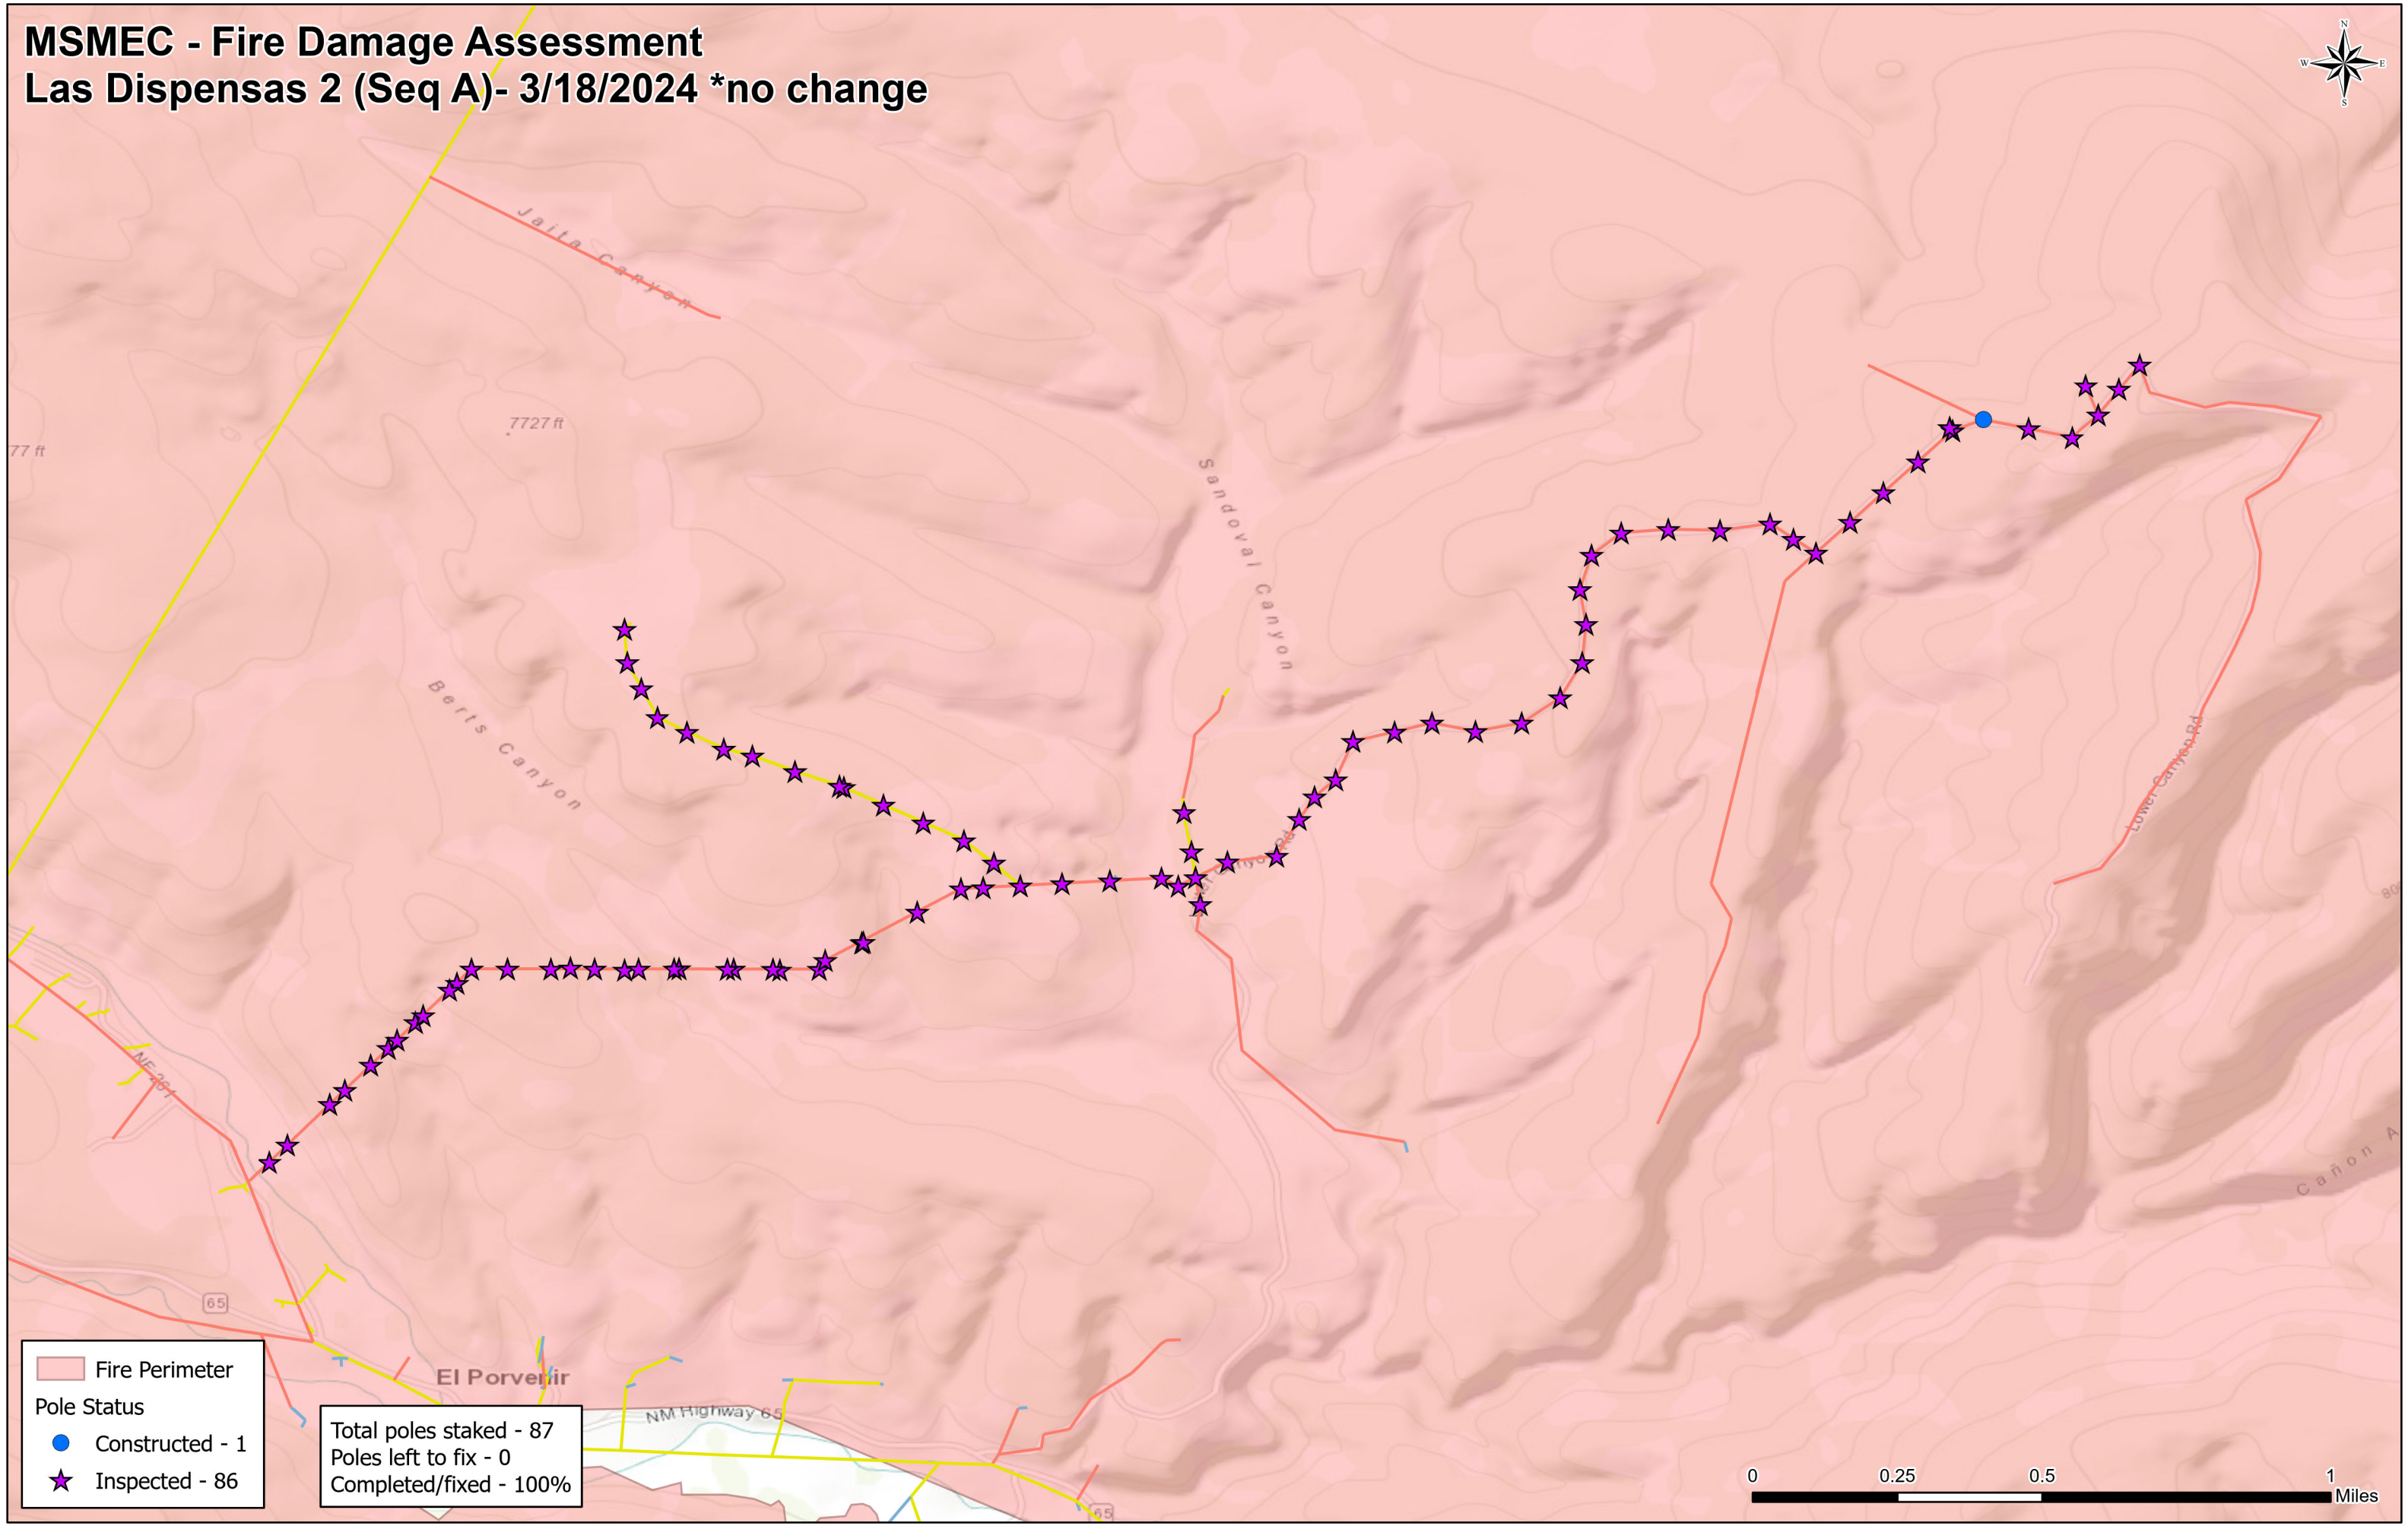 MSMEC - Fire Damage Assessment
Las Dispensas 2 (Seq A)- 3/18/2024 *no change
N
W
E
S
Jaita Canyon
7727 ft
77 ft
Sandoval Canyon
Berts Canyon
Lower Canyon Rd
Canyon Rd
NF 261
Cañon A
65
El Porvenir
NM Highway 65
65
Fire Perimeter
Pole Status
Constructed - 1
Inspected - 86
Total poles staked - 87
Poles left to fix - 0
Completed/fixed - 100%
0
0.25
0.5
1
Miles